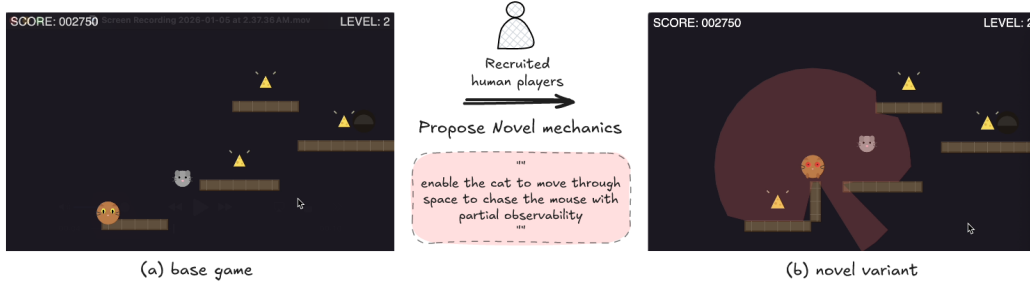 SCORE: 002750
Screen Recording 2026-01-05 at 2.37.36 AM.mov
LEVEL: 2
Recruited
human players
Propose Novel mechanics
""
enable the cat to move through
space to chase the mouse with
partial observability
""
SCORE: 002750
LEVEL: 2
(a) base game
(b) novel variant